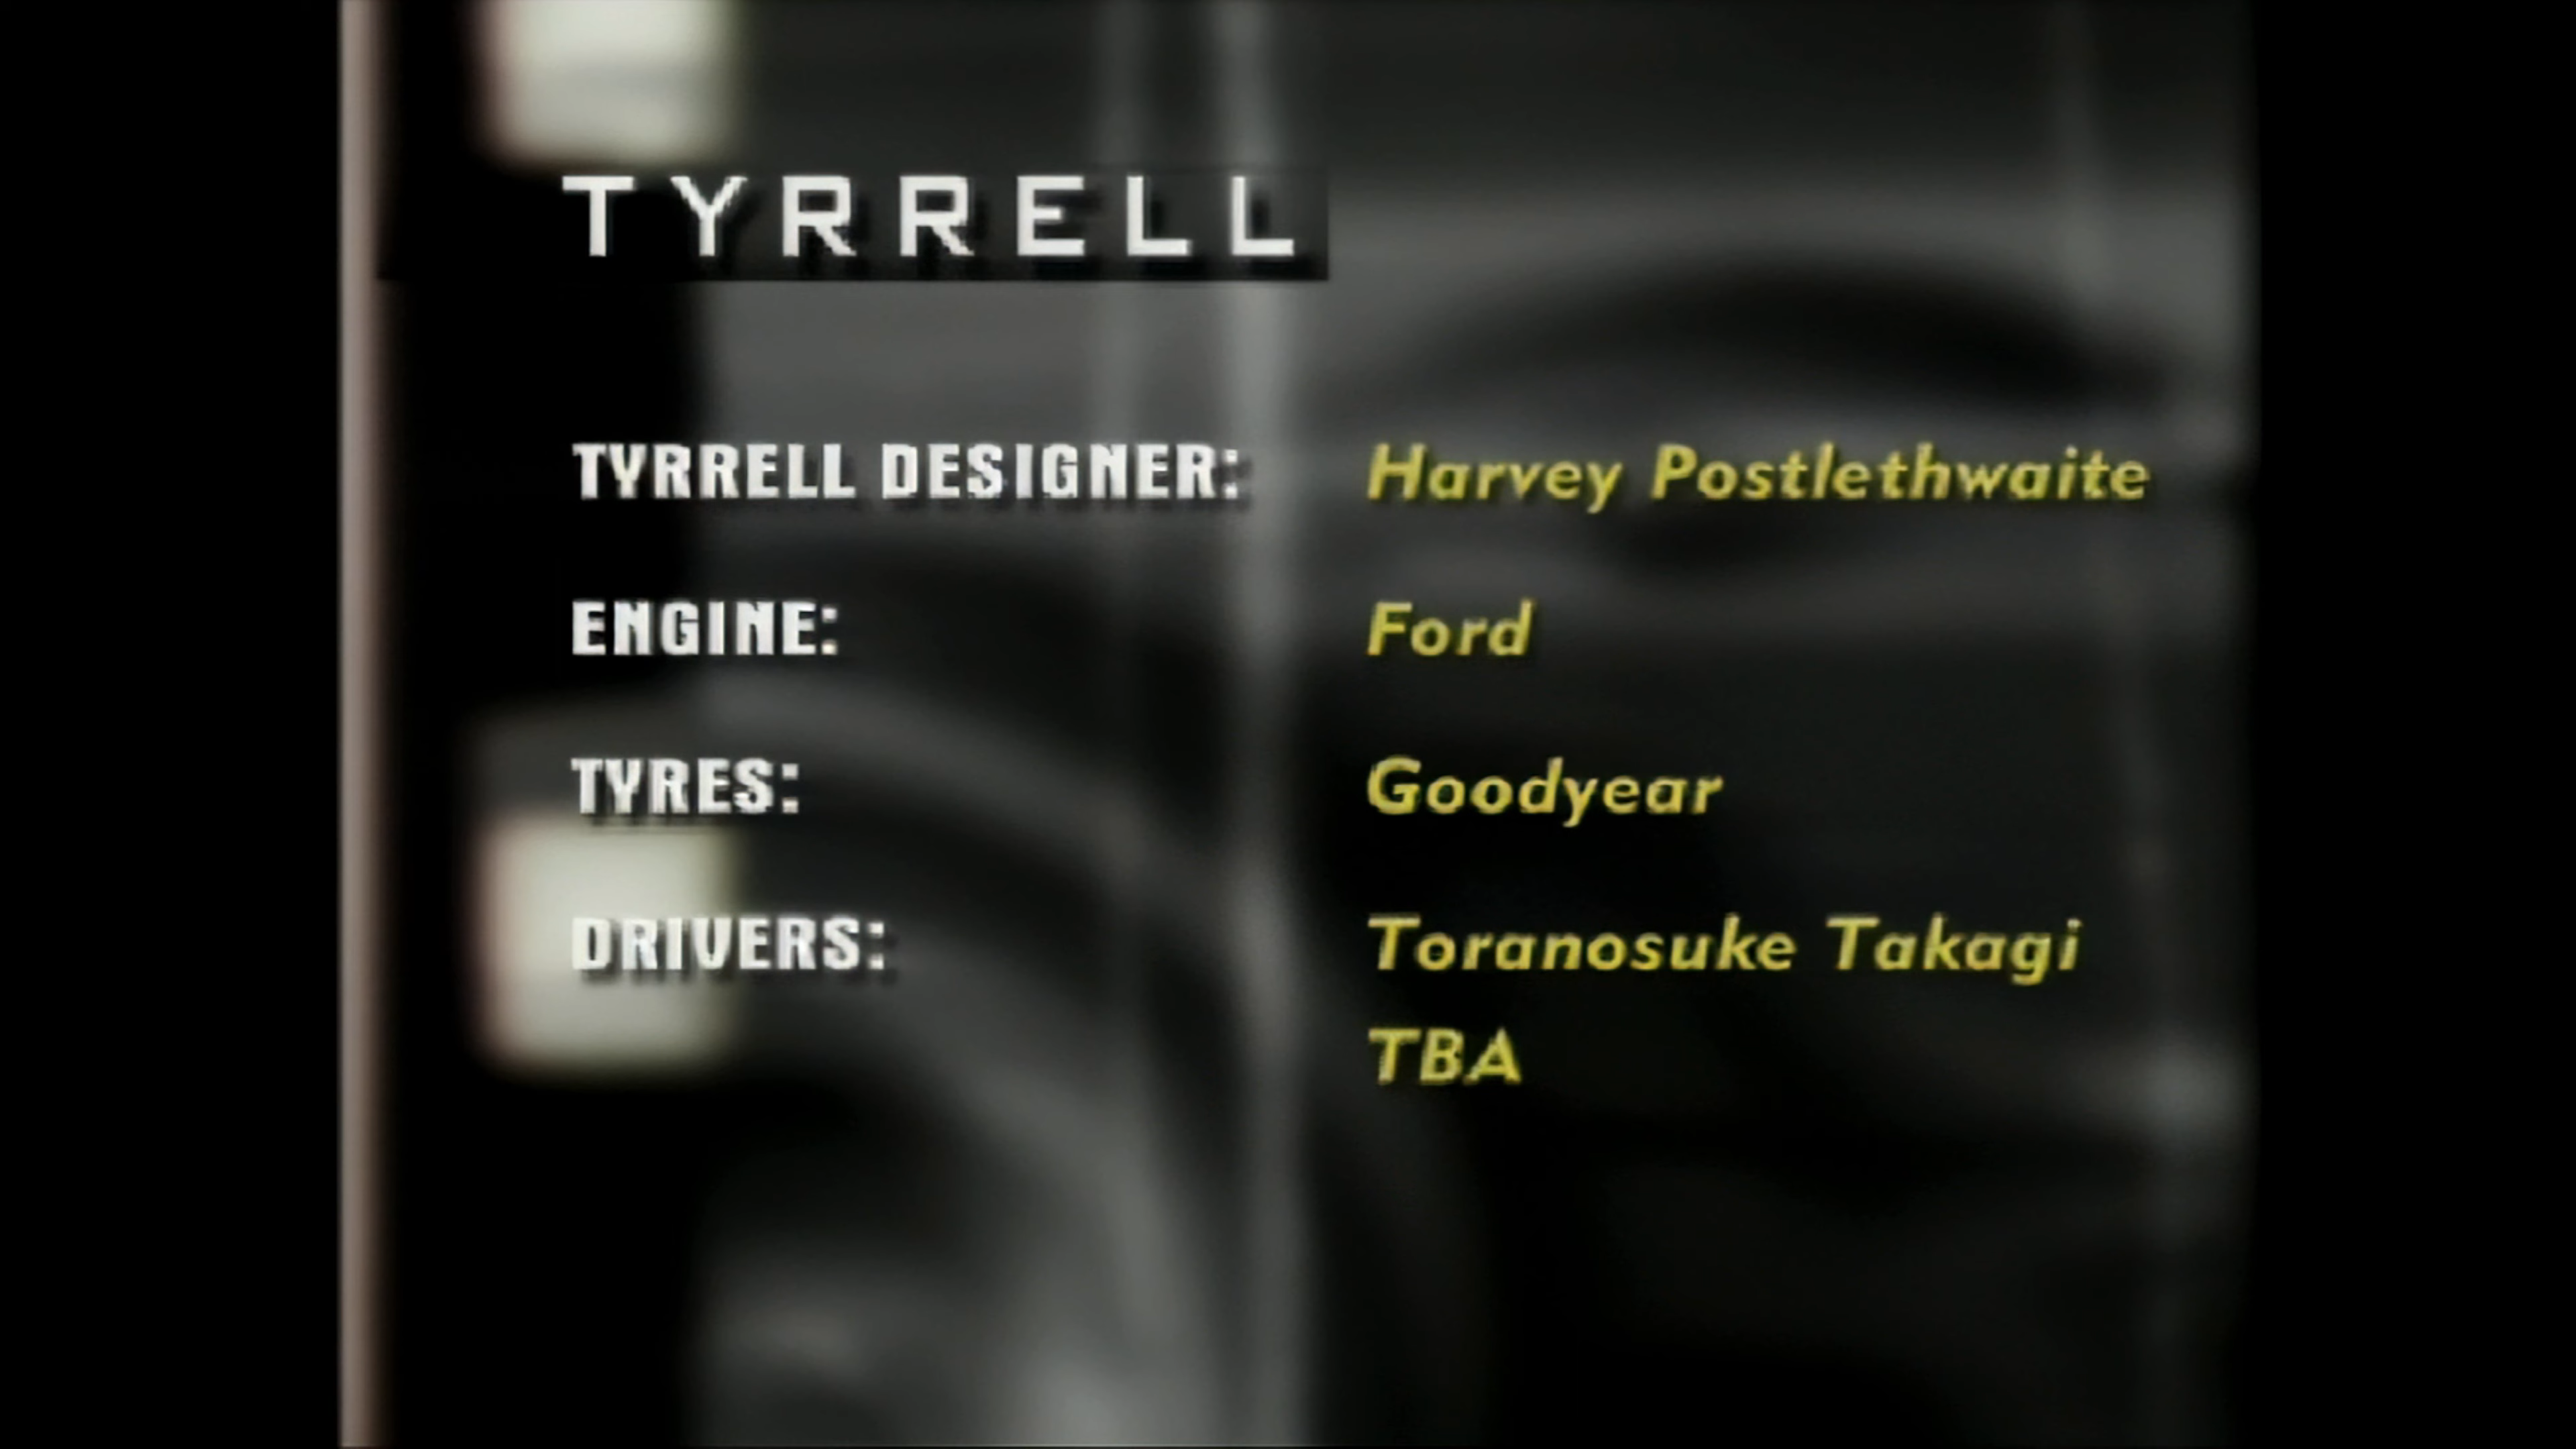 TYRRELL
TYRRELL DESIGNER: Harvey Postlethwaite
ENGINE: Ford
TYRES: Goodyear
DRIVERS: Toranosuke Takagi
TBA